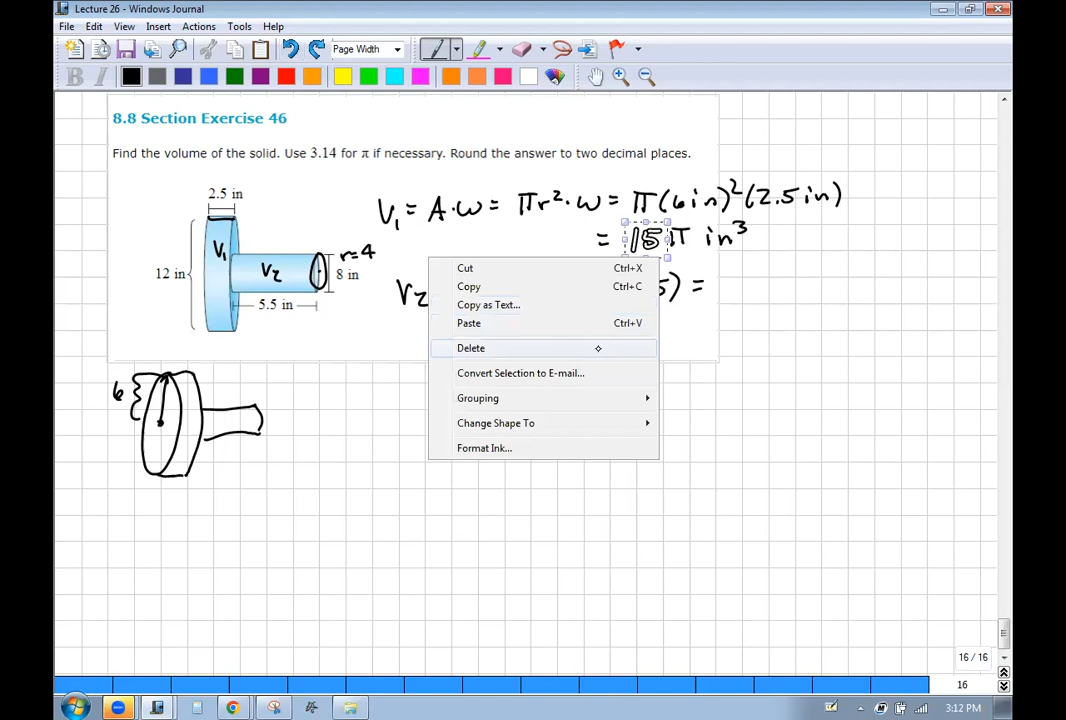 Lecture 26 - Windows Journal
File Edit View Insert Actions Tools Help
Page Width
B I
8.8 Section Exercise 46
Find the volume of the solid. Use 3.14 for π if necessary. Round the answer to two decimal places.
2.5 in
V₁ = A·w = πr²·w = π(6in)²(2.5in)
= 15π in³
V₁
V₂
r=4
12 in
8 in
5.5 in
V₂
5) =
Cut Ctrl+X
Copy Ctrl+C
Copy as Text...
Paste Ctrl+V
Delete
Convert Selection to E-mail...
Grouping
Change Shape To
Format Ink...
6
16 / 16
16
3:12 PM